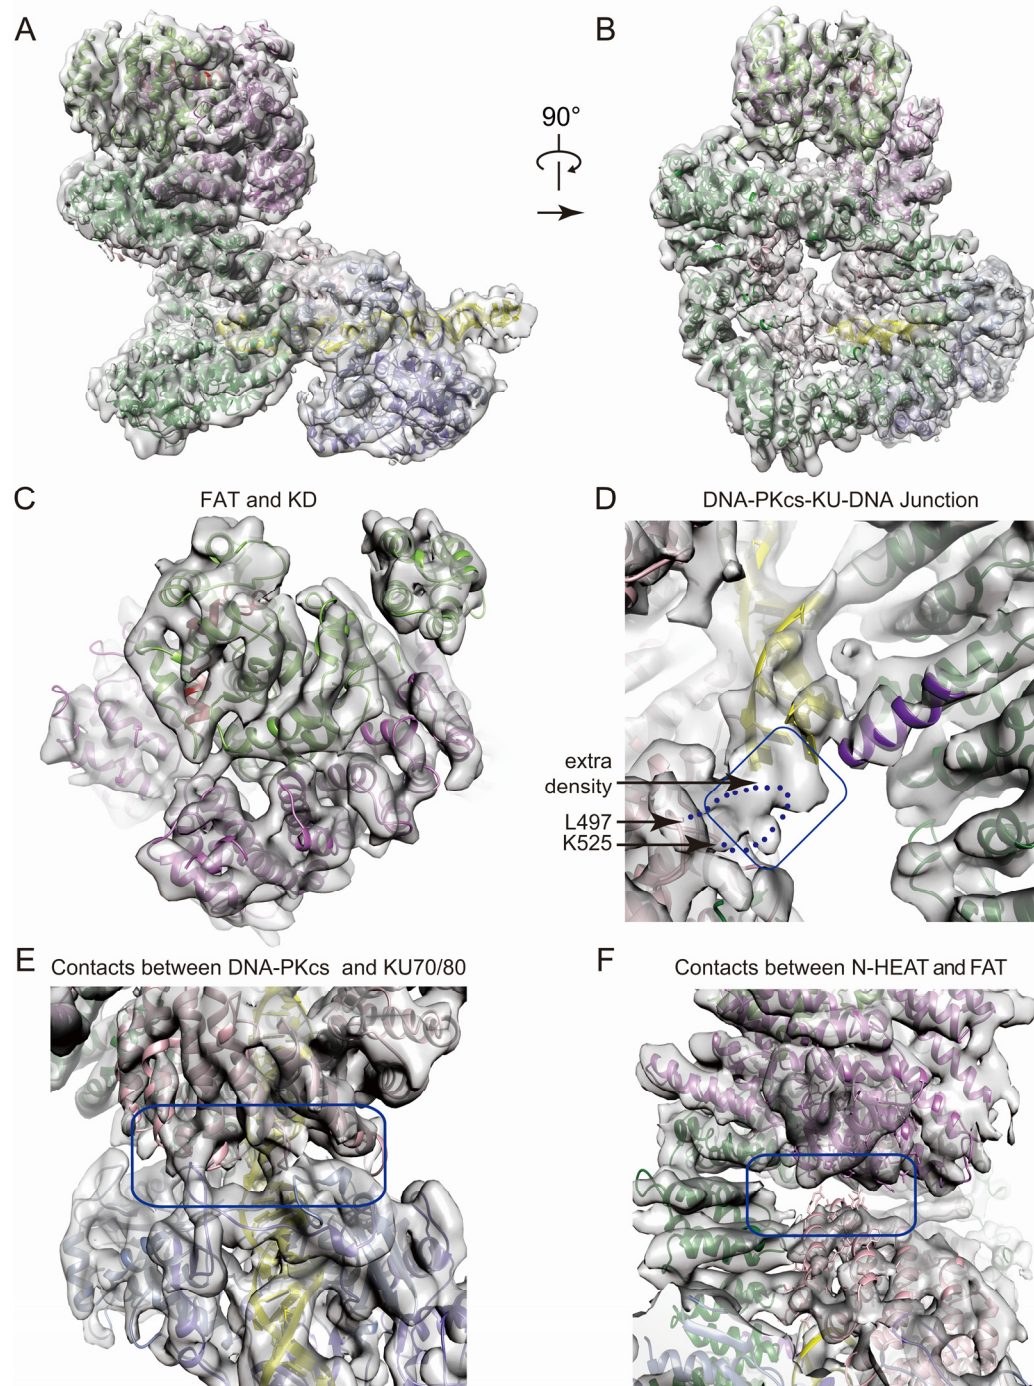 A
B
90°
C
FAT and KD
D
DNA-PKcs-KU-DNA Junction
extra
density
L497
K525
E
Contacts between DNA-PKcs and KU70/80
F
Contacts between N-HEAT and FAT